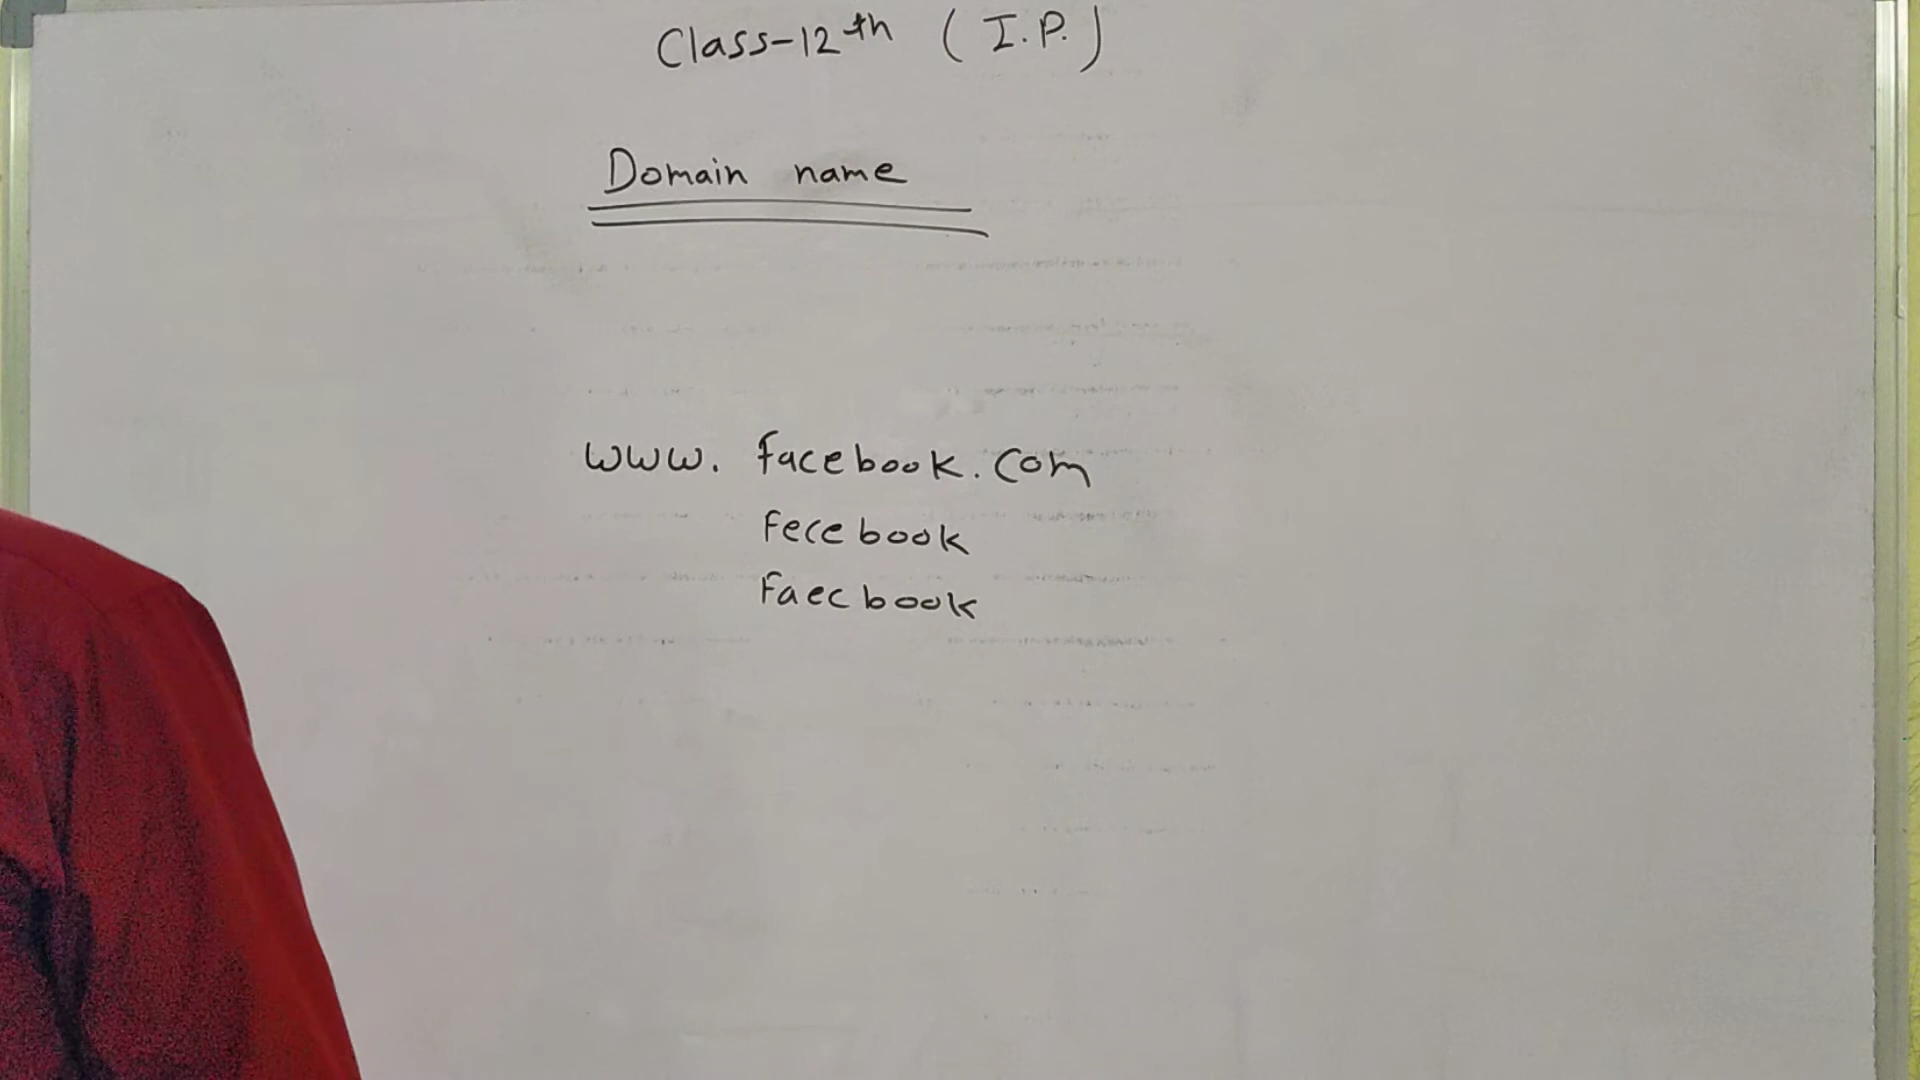 Class-12th (I.P.)
Domain name
www. facebook.com
Fecebook
Faecbook